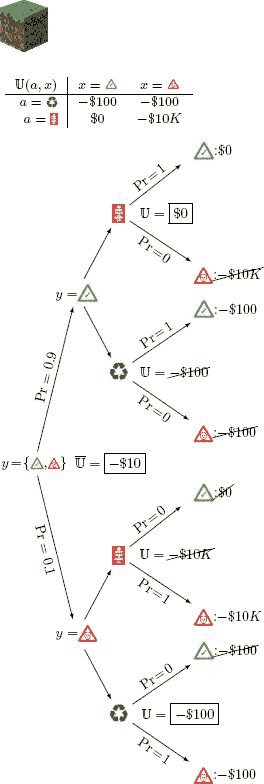 𝕌(a, x) x = x =
a = −$100 −$100
a = $0 −$10K
:$0
Pr=1
𝕌 = $0
Pr=0
:−$10K
y =
:−$100
Pr=1
𝕌 = −$100
Pr=0
:−$100
Pr=0.9
y={ , } 𝕌̅ = −$10
:$0
Pr=0
Pr=0.1
𝕌 = −$10K
Pr=1
:−$10K
y =
:−$100
Pr=0
𝕌 = −$100
Pr=1
:−$100